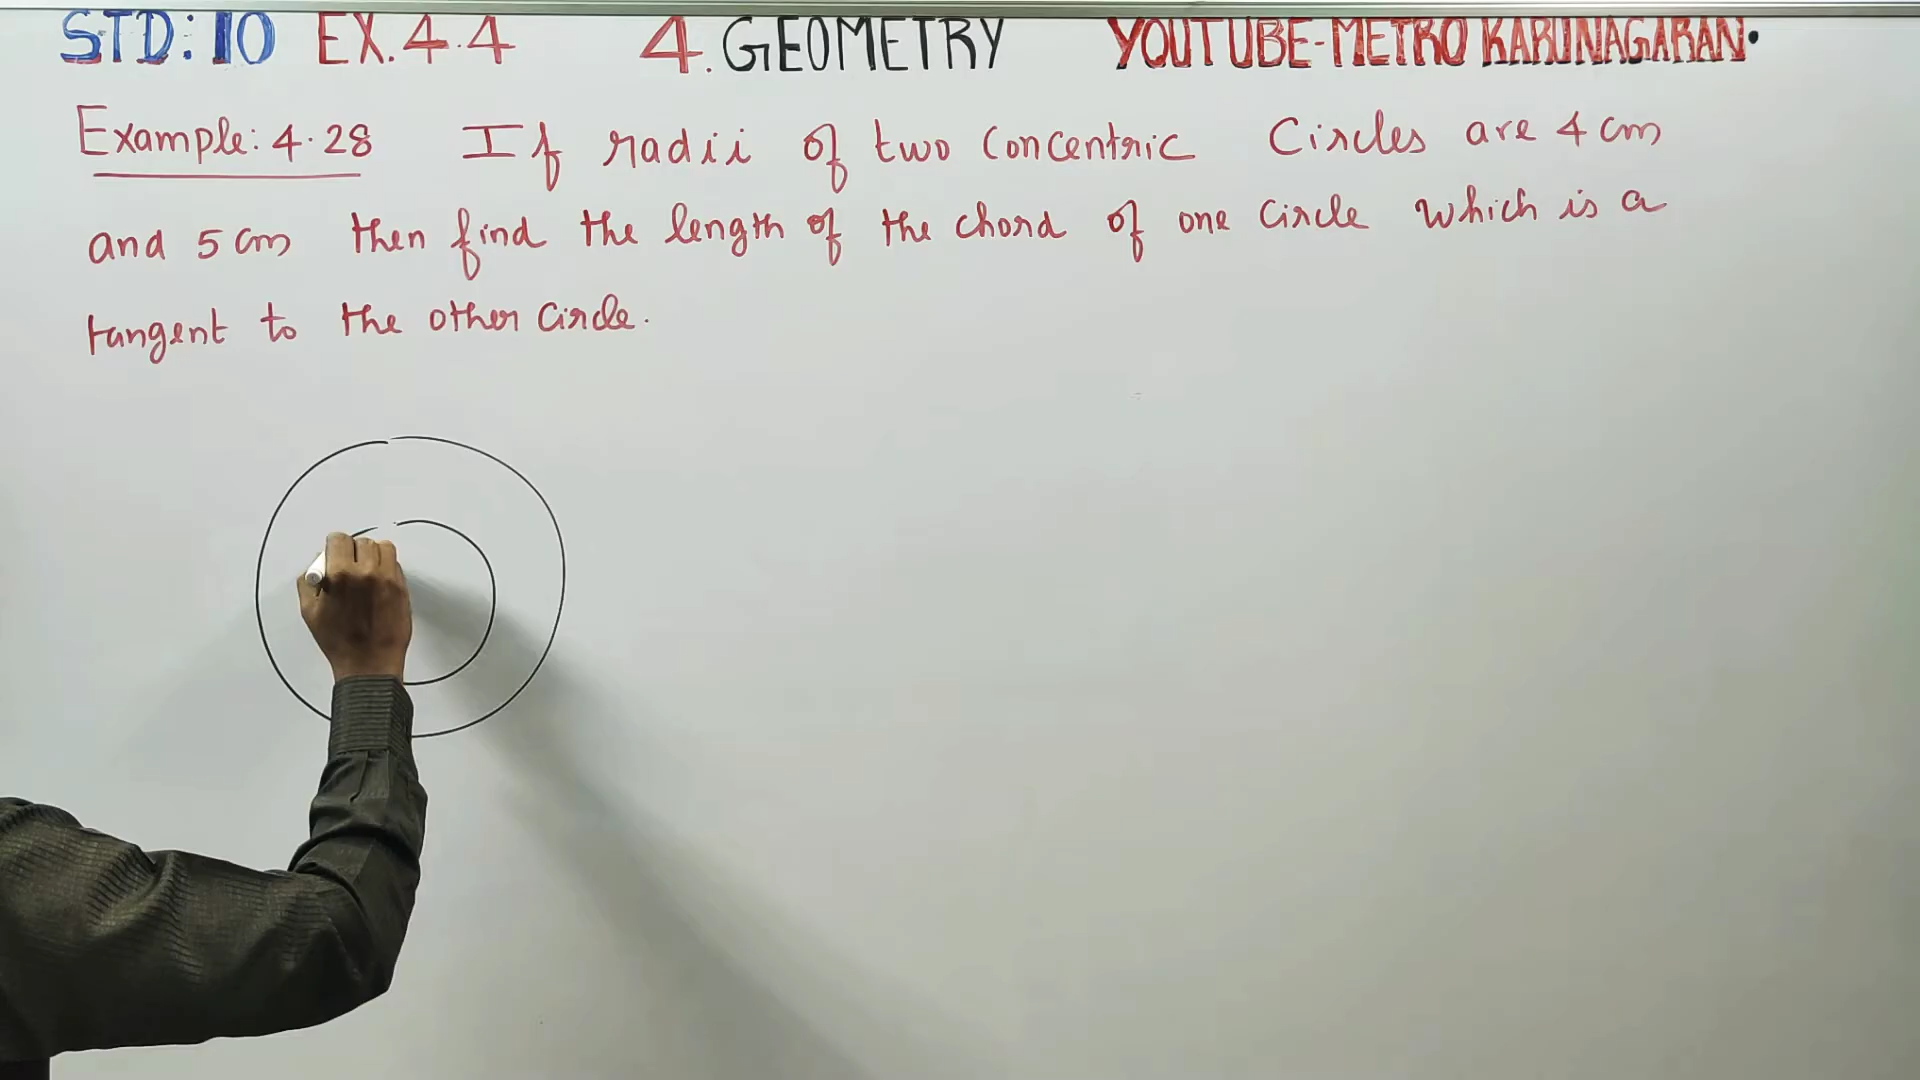 STD: 10 EX. 4.4 4. GEOMETRY YOUTUBE-METRO KARUNAGARAN.
Example: 4.28 If radii of two Concentric Circles are 4 cm
and 5 cm then find the length of the chord of one circle which is a
tangent to the other circle.